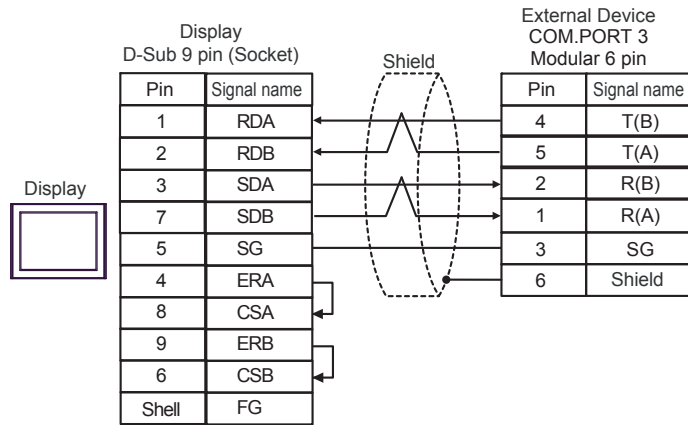 Display
D-Sub 9 pin (Socket)
Shield
External Device
COM.PORT 3
Modular 6 pin
Pin Signal name
1 RDA
2 RDB
3 SDA
7 SDB
5 SG
4 ERA
8 CSA
9 ERB
6 CSB
Shell FG
Pin Signal name
4 T(B)
5 T(A)
2 R(B)
1 R(A)
3 SG
6 Shield
Display